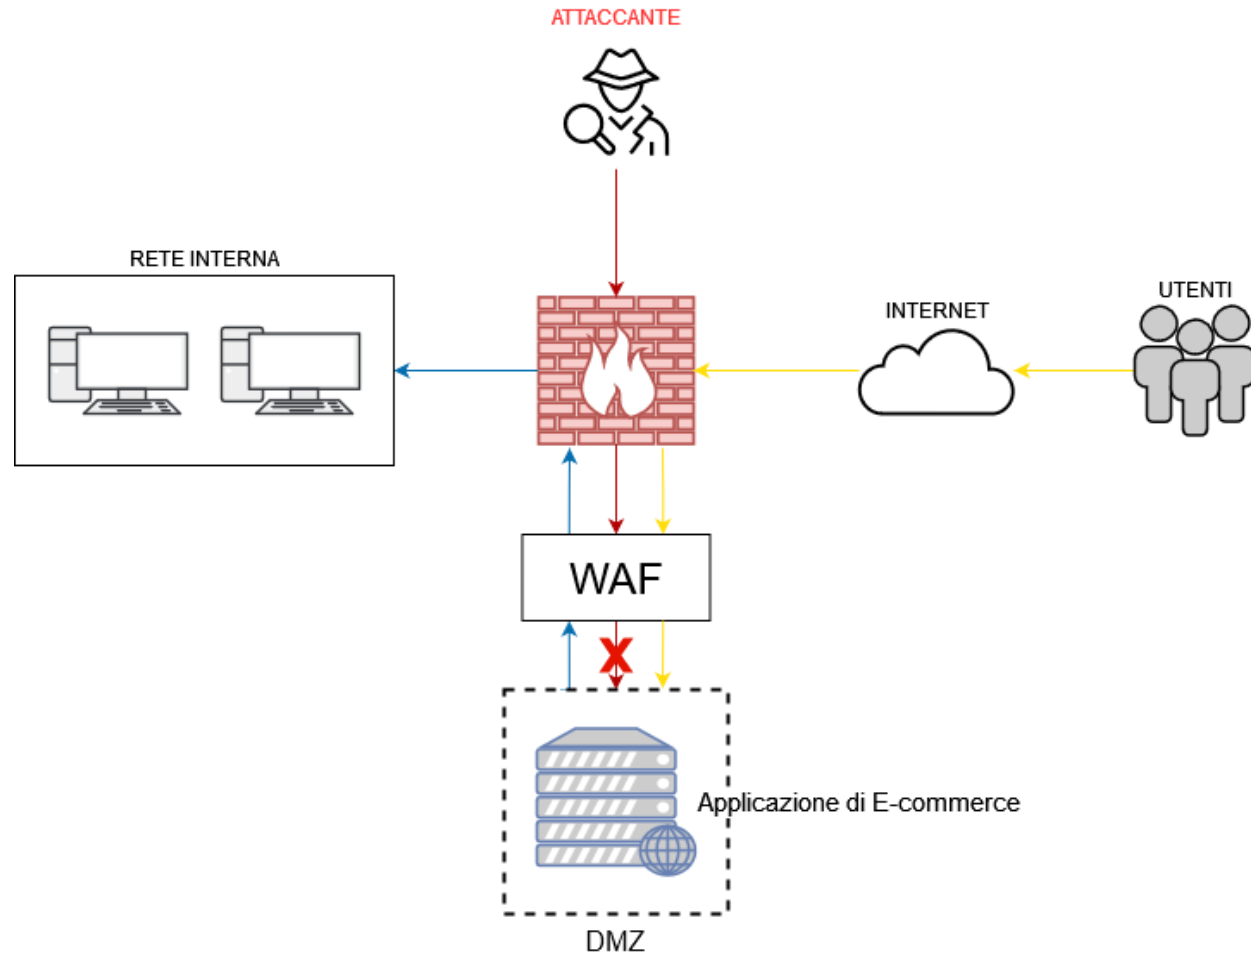 ATTACCANTE
RETE INTERNA
INTERNET
UTENTI
WAF
X
Applicazione di E-commerce
DMZ